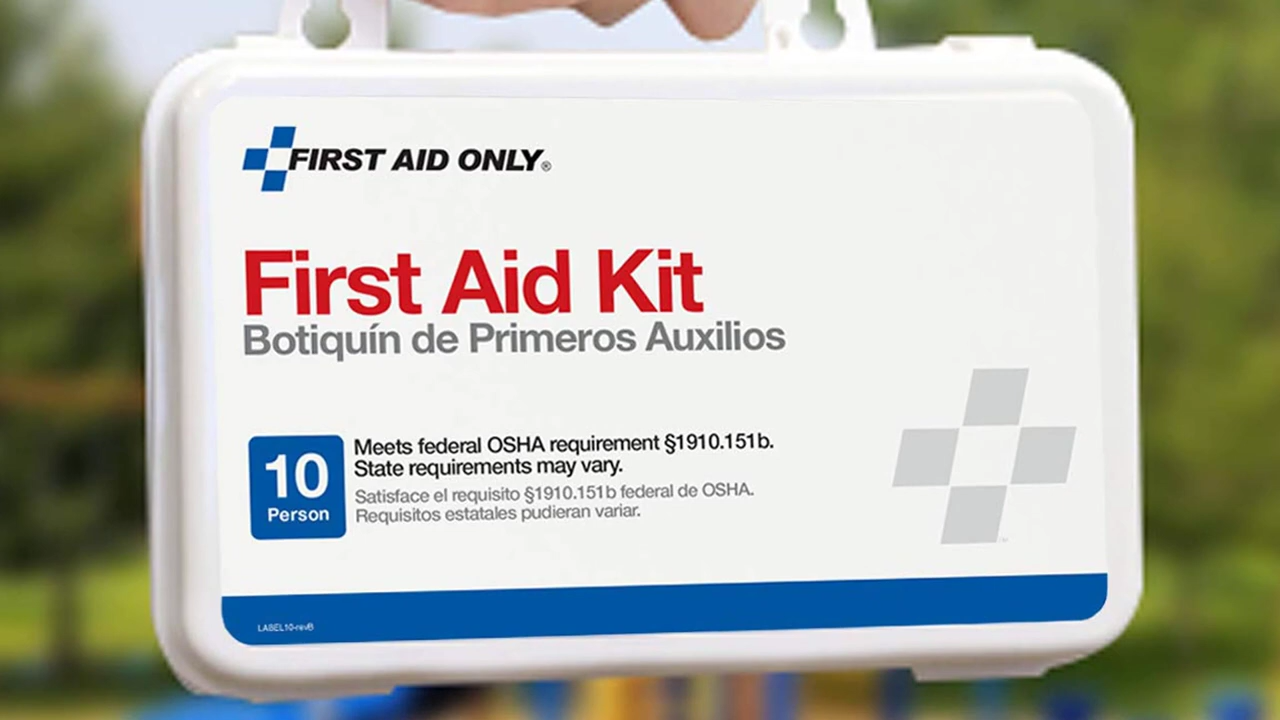 FIRST AID ONLY®
First Aid Kit
Botiquín de Primeros Auxilios
10
Person
Meets federal OSHA requirement §1910.151b.
State requirements may vary.
Satisface el requisito §1910.151b federal de OSHA.
Requisitos estatales pudieran variar.
LABEL10-revB